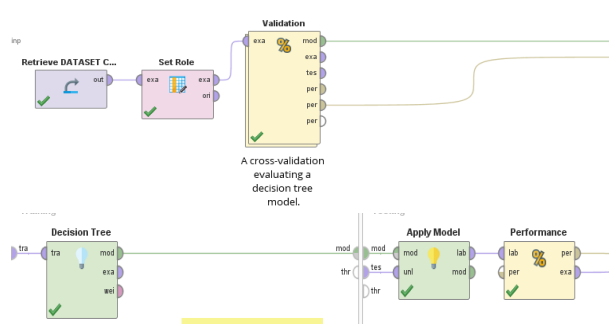 Validation
inp
exa
mod
exa
tes
per
per
per
Retrieve DATASET C...
out
Set Role
exa
exa
ori
A cross-validation
evaluating a
decision tree
model.
Decision Tree
tra
tra
mod
exa
wei
mod
thr
mod
tes
thr
Apply Model
mod
unl
lab
mod
Performance
lab
per
per
exa